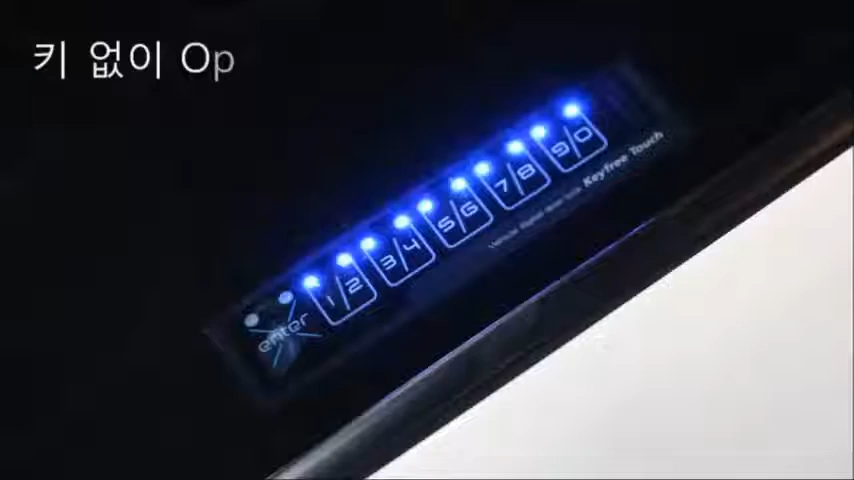 키 없이 Op
enter
1/2
3/4
5/6
7/8
9/0
Keyfree Touch